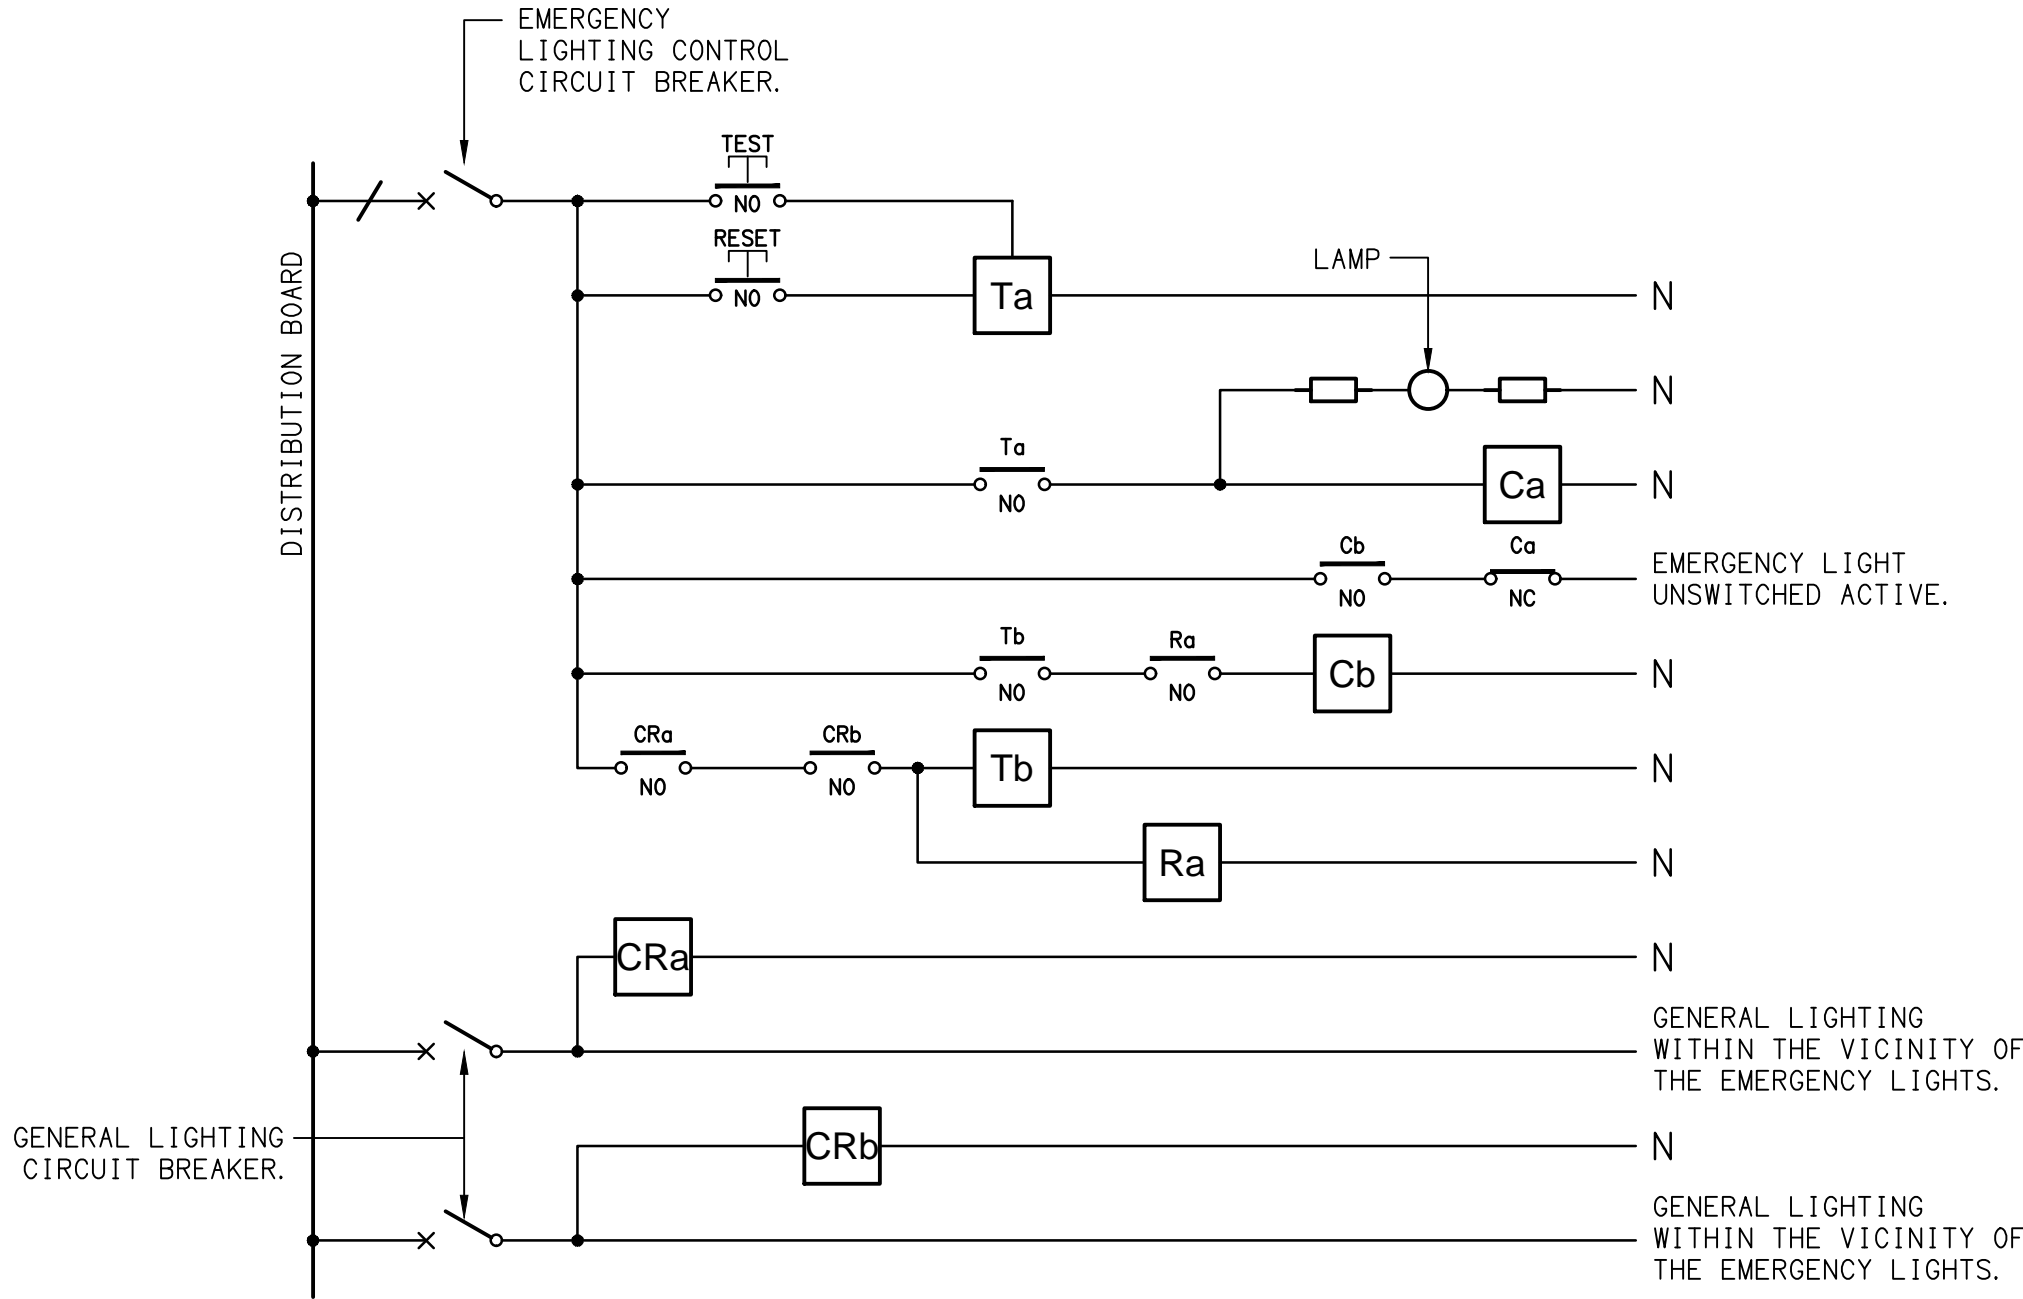 EMERGENCY
LIGHTING CONTROL
CIRCUIT BREAKER.
TEST
NO
RESET
NO
Ta
N
LAMP
N
Ta
NO
Ca
N
Cb
NO
Ca
NC
EMERGENCY LIGHT
UNSWITCHED ACTIVE.
Tb
NO
Ra
NO
Cb
N
CRa
NO
CRb
NO
Tb
N
Ra
N
DISTRIBUTION BOARD
CRa
N
GENERAL LIGHTING
WITHIN THE VICINITY OF
THE EMERGENCY LIGHTS.
GENERAL LIGHTING
CIRCUIT BREAKER.
CRb
N
GENERAL LIGHTING
WITHIN THE VICINITY OF
THE EMERGENCY LIGHTS.